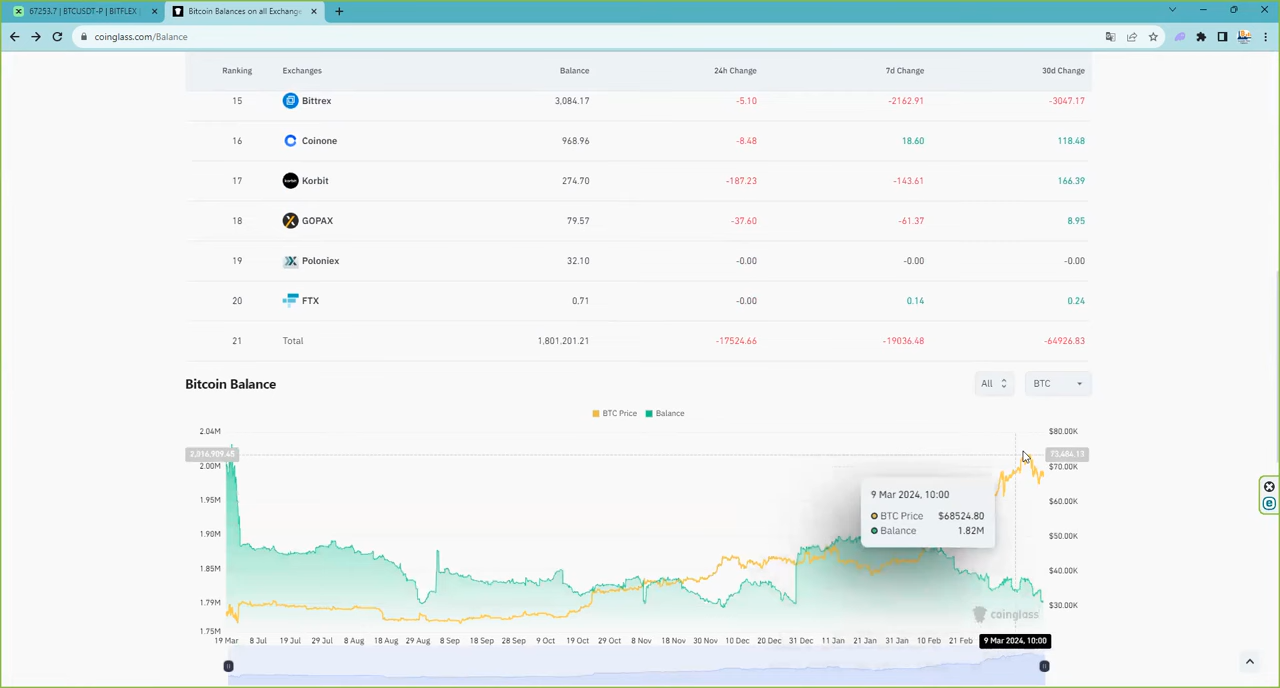 67253.7 | BTCUSDT-P | BITFLEX
Bitcoin Balances on all Exchange
coinglass.com/Balance
Ranking Exchanges Balance 24h Change 7d Change 30d Change
15 Bittrex 3,084.17 -5.10 -2162.91 -3047.17
16 Coinone 968.96 -8.48 18.60 118.48
17 Korbit 274.70 -187.23 -143.61 166.39
18 GOPAX 79.57 -37.60 -61.37 8.95
19 Poloniex 32.10 -0.00 -0.00 -0.00
20 FTX 0.71 -0.00 0.14 0.24
21 Total 1,801,201.21 -17524.66 -19036.48 -64926.83
Bitcoin Balance All BTC
BTC Price Balance
2.04M $80.00K
2,016,909.45 73,464.13
2.00M $70.00K
9 Mar 2024, 10:00
1.95M $60.00K
BTC Price $68524.80
Balance 1.82M
1.90M $50.00K
1.85M $40.00K
1.79M $30.00K
coinglass
1.75M
19 Mar 8 Jul 19 Jul 29 Jul 8 Aug 18 Aug 29 Aug 8 Sep 18 Sep 28 Sep 9 Oct 19 Oct 29 Oct 8 Nov 18 Nov 30 Nov 10 Dec 20 Dec 31 Dec 11 Jan 21 Jan 31 Jan 10 Feb 21 Feb 9 Mar 2024, 10:00